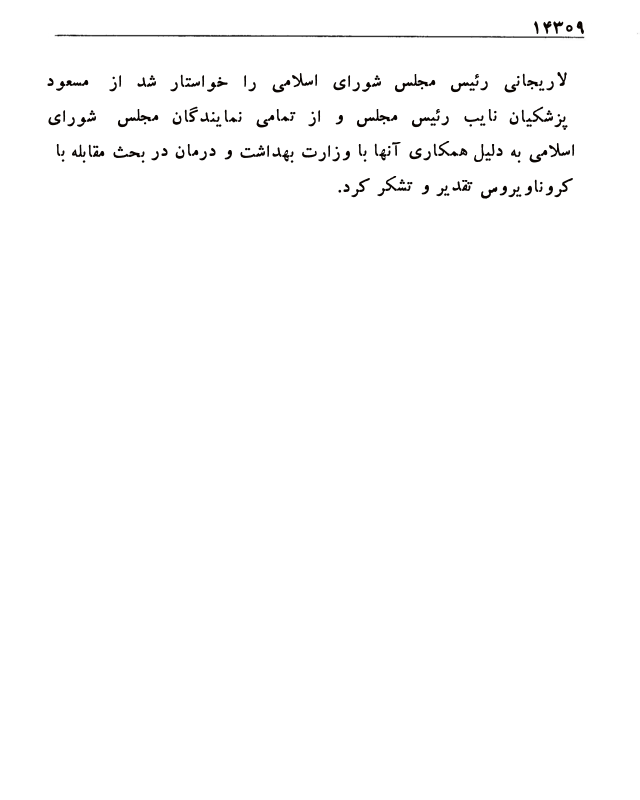 ۱۴۳۰۹
لاریجانی رئیس مجلس شورای اسلامی را خواستار شد از مسعود
پزشکیان نایب رئیس مجلس و از تمامی نمایندگان مجلس شورای
اسلامی به دلیل همکاری آنها با وزارت بهداشت و درمان در بحث مقابله با
کروناویروس تقدیر و تشکر کرد.